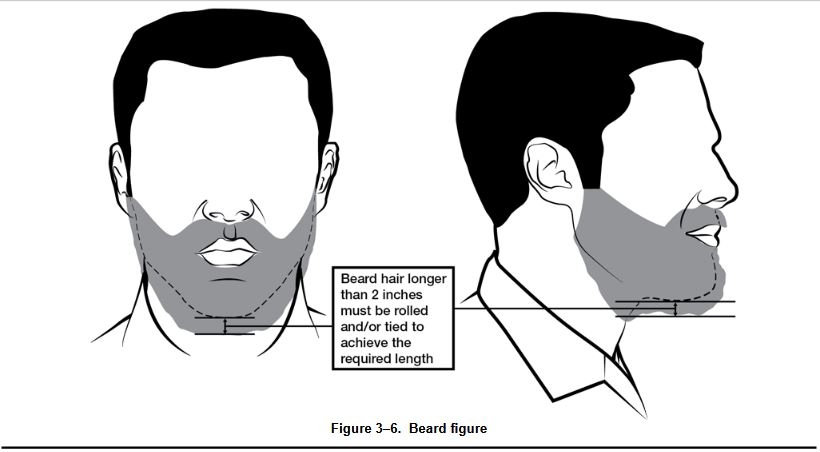 Beard hair longer
than 2 inches
must be rolled
and/or tied to
achieve the
required length
Figure 3–6.  Beard figure